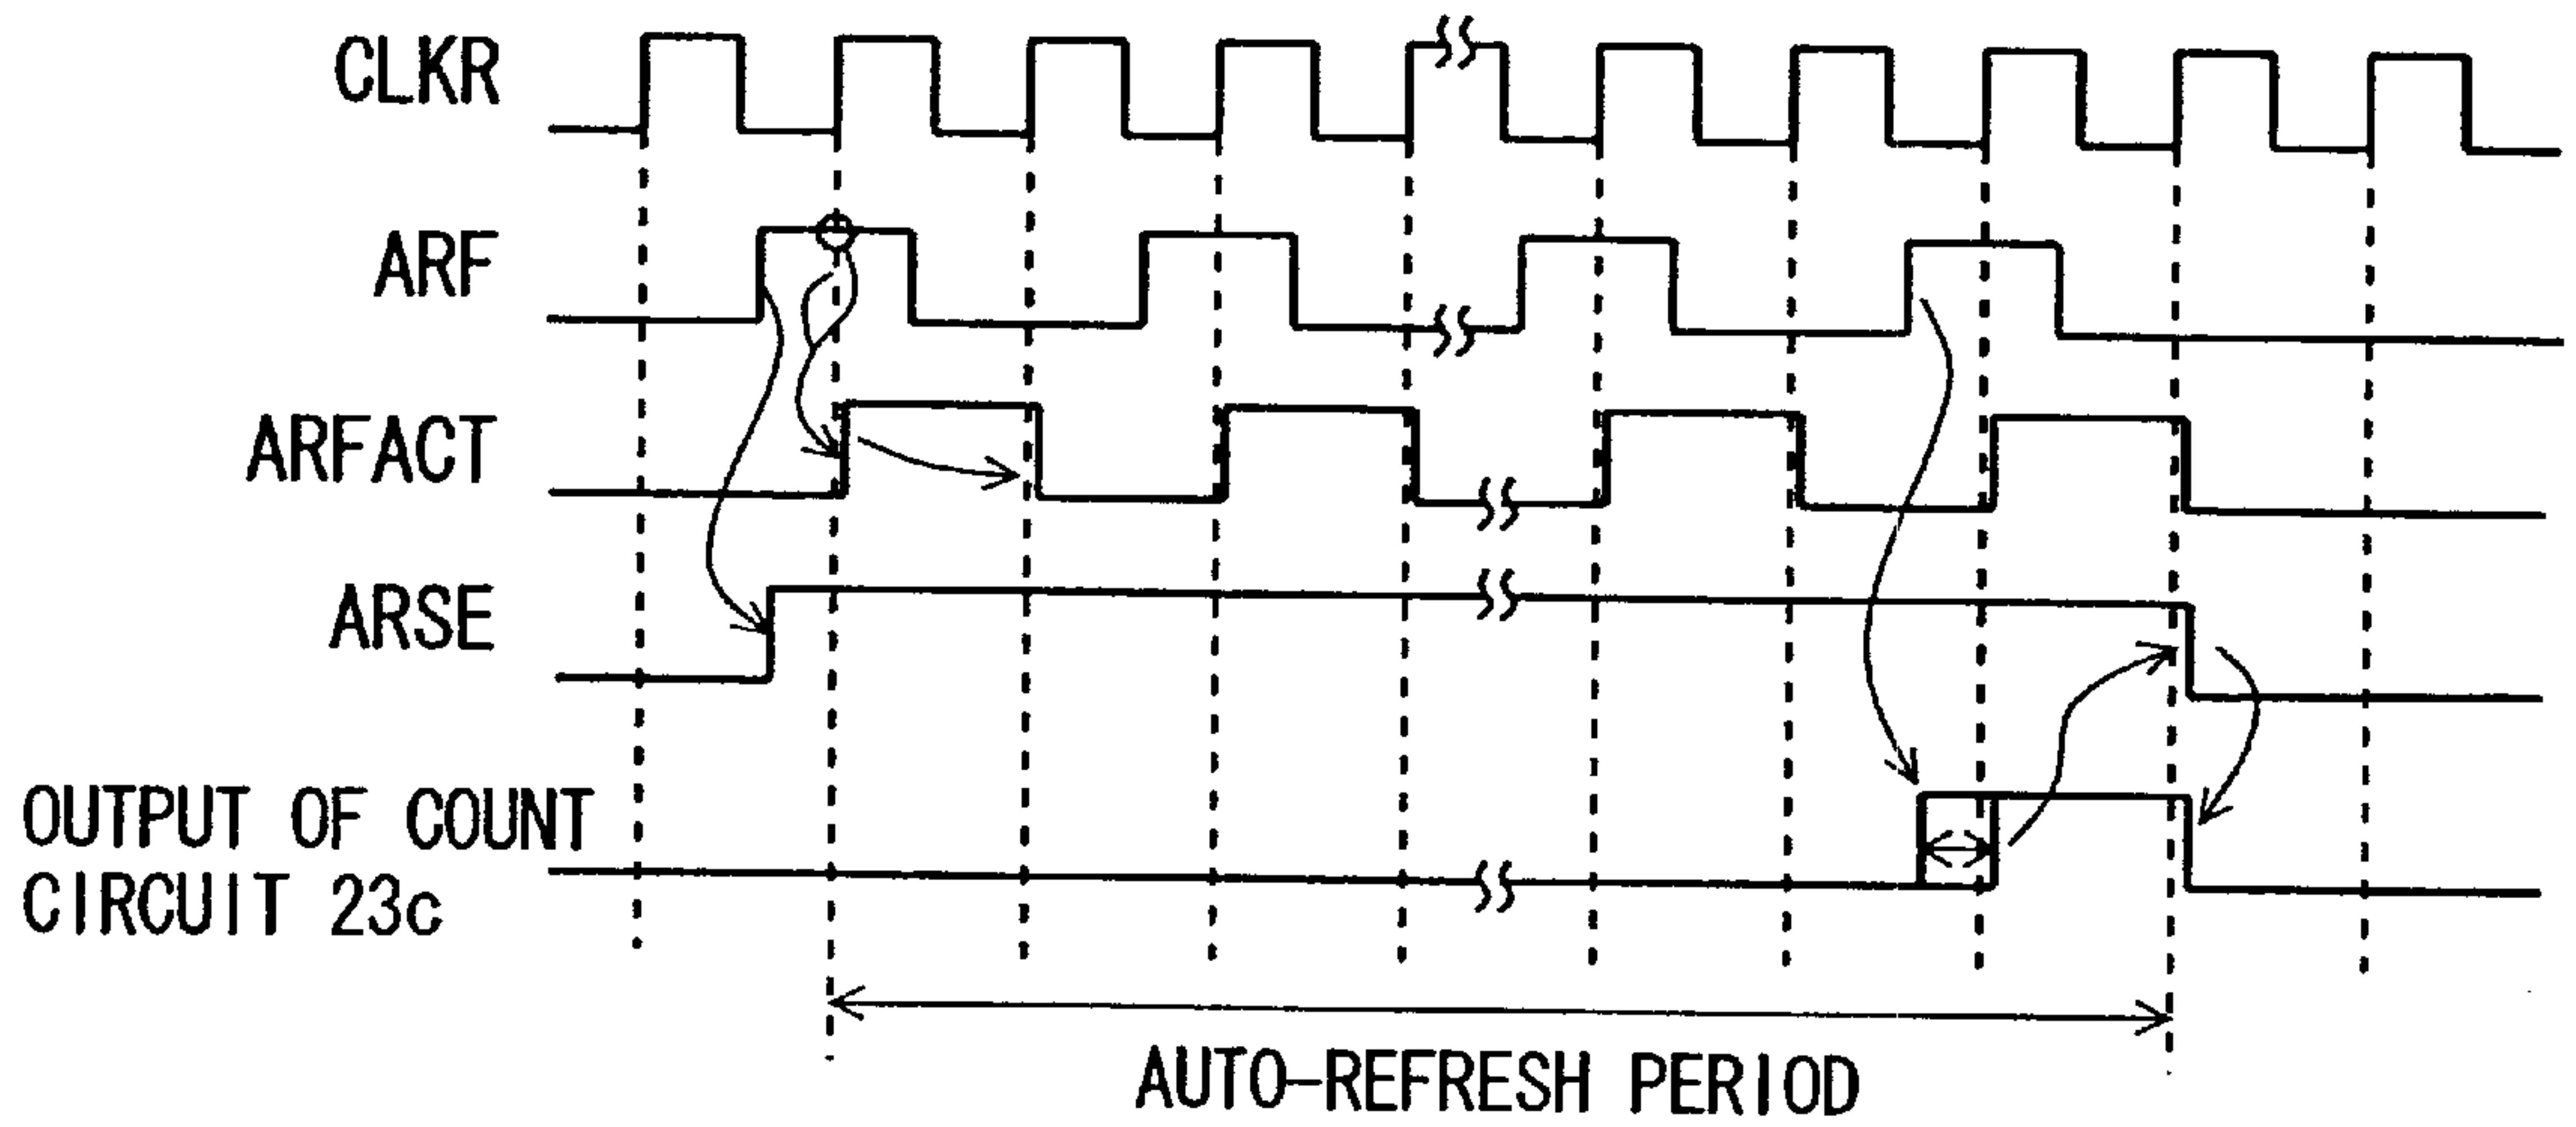 CLKR
ARF
ARFACT
ARSE
OUTPUT OF COUNT
CIRCUIT 23c
AUTO-REFRESH PERIOD